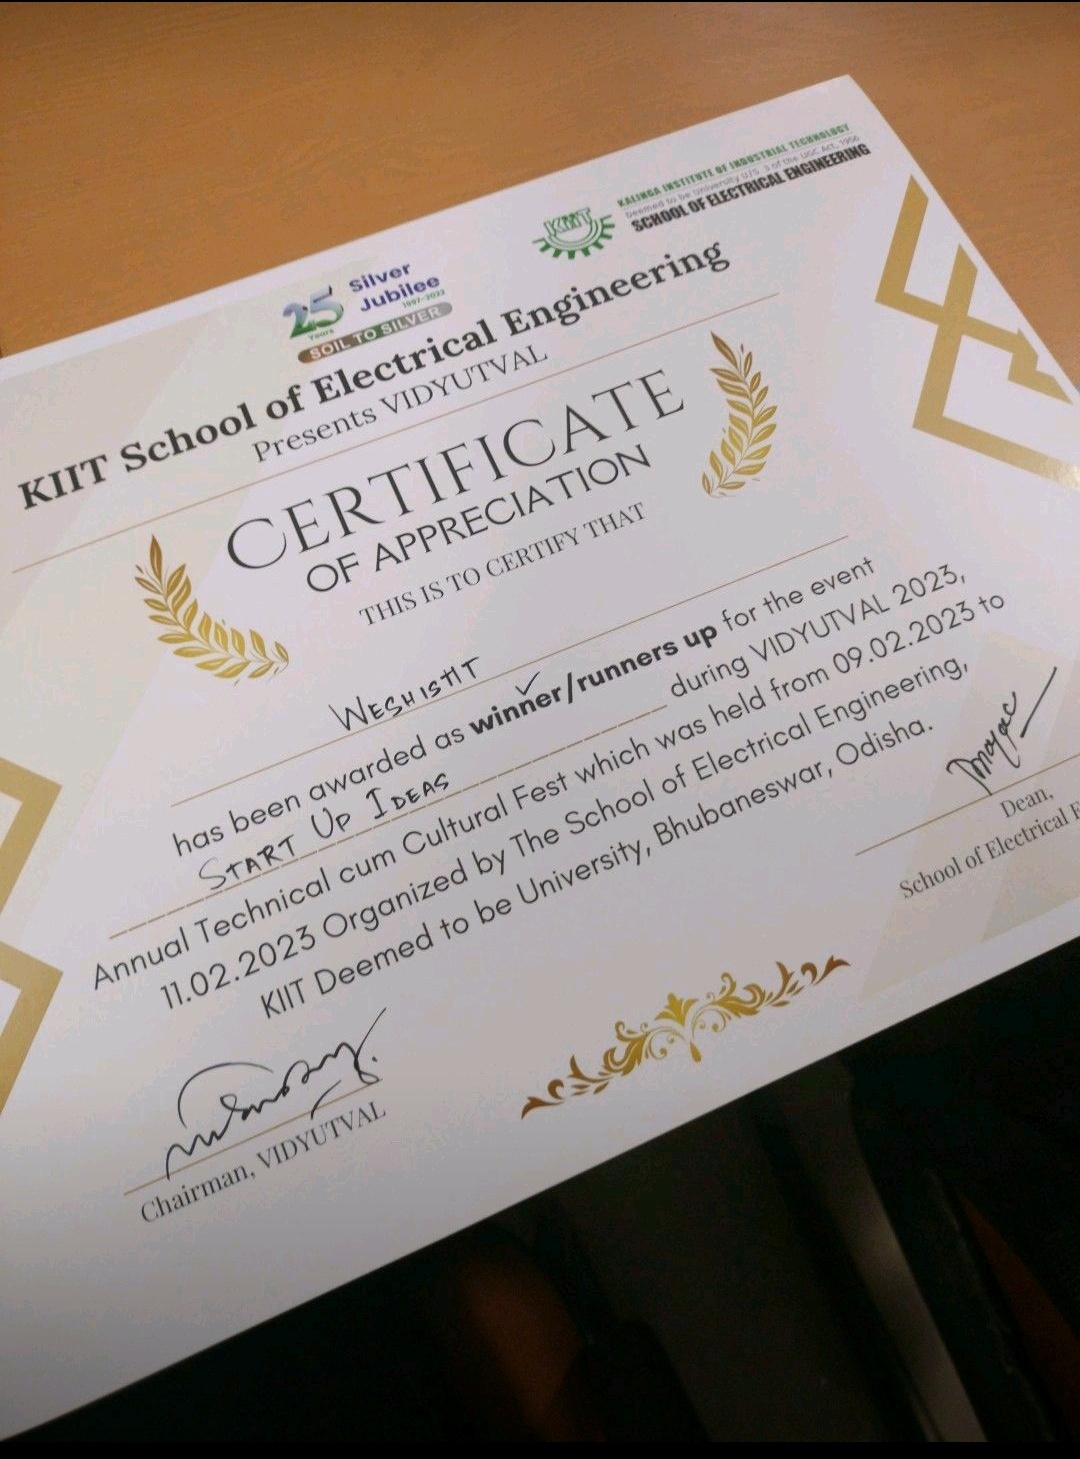 KALINGA INSTITUTE OF INDUSTRIAL TECHNOLOGY
Deemed to be University U/S 3 of the UGC Act, 1956
SCHOOL OF ELECTRICAL ENGINEERING
KIIT
25 Years
Silver
Jubilee
1997-2022
SOIL TO SILVER
KIIT School of Electrical Engineering
Presents VIDYUTVAL
CERTIFICATE
OF APPRECIATION
THIS IS TO CERTIFY THAT
WESHISTIT
has been awarded as winner/runners up for the event
START UP IDEAS during VIDYUTVAL 2023,
Annual Technical cum Cultural Fest which was held from 09.02.2023 to
11.02.2023 Organized by The School of Electrical Engineering,
KIIT Deemed to be University, Bhubaneswar, Odisha.
Chairman, VIDYUTVAL
Dean,
School of Electrical E